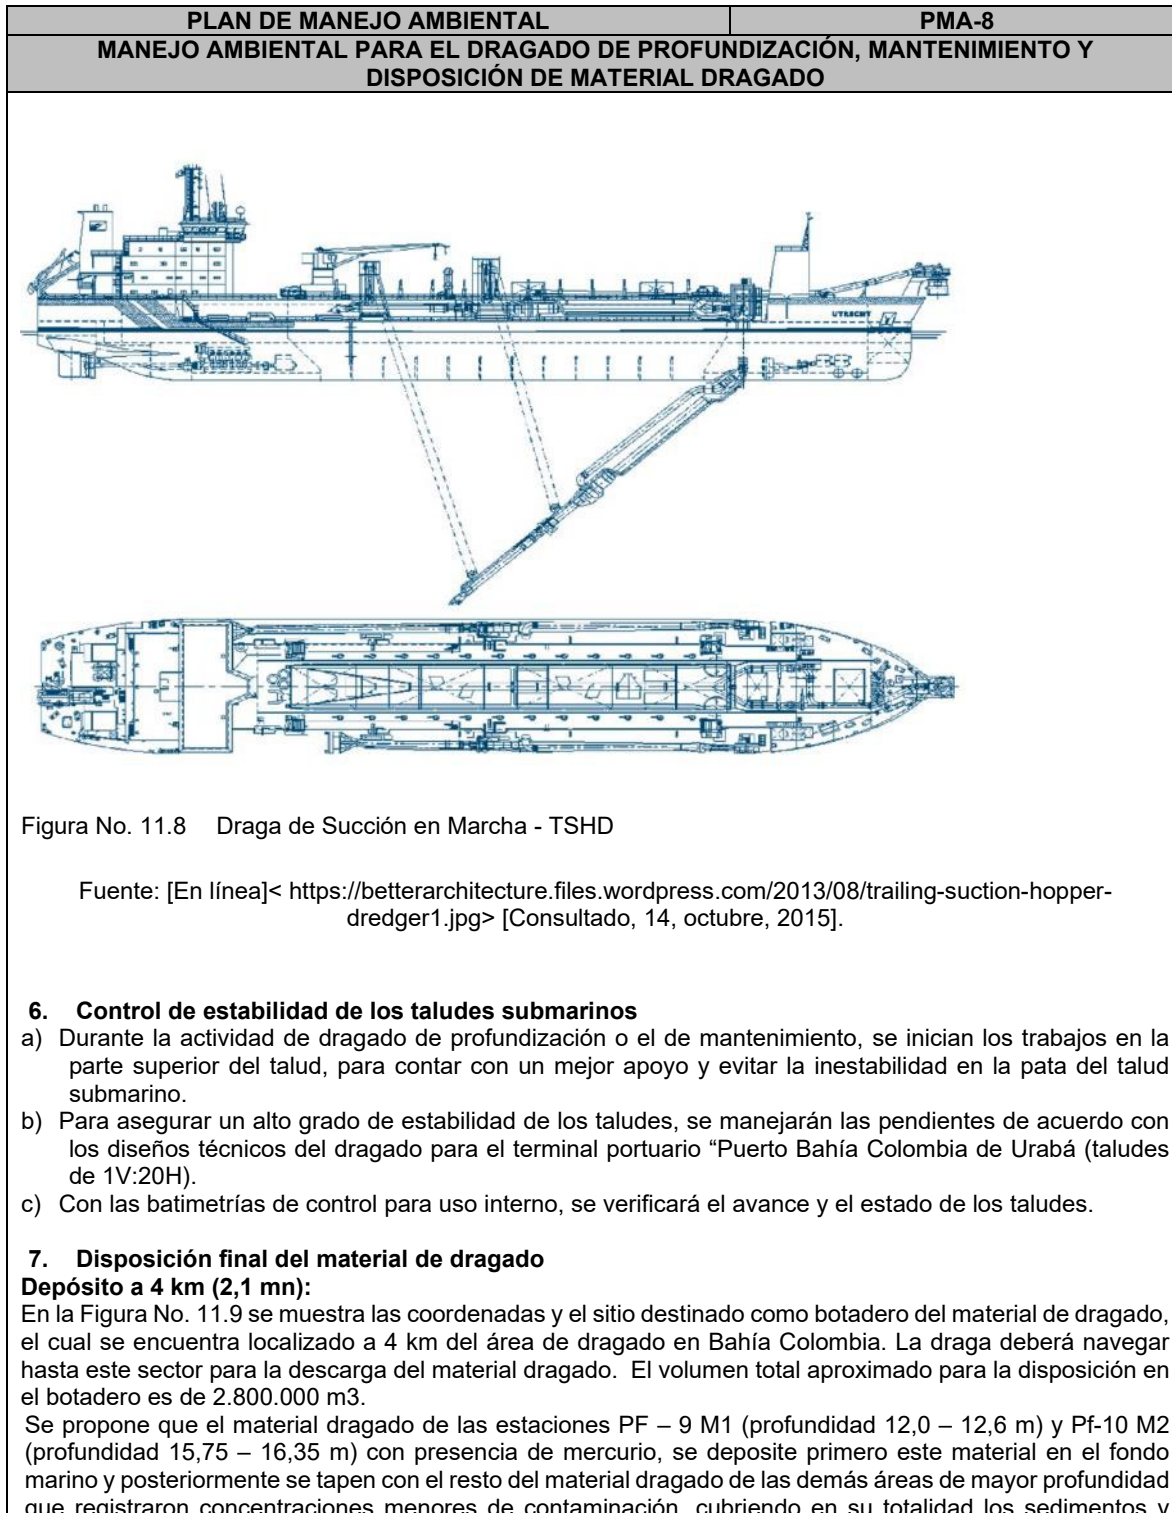 PLAN DE MANEJO AMBIENTAL
PMA-8
MANEJO AMBIENTAL PARA EL DRAGADO DE PROFUNDIZACIÓN, MANTENIMIENTO Y
DISPOSICIÓN DE MATERIAL DRAGADO
UTRECHT
Figura No. 11.8 Draga de Succión en Marcha - TSHD
Fuente: [En línea]< https://betterarchitecture.files.wordpress.com/2013/08/trailing-suction-hopper-
dredger1.jpg> [Consultado, 14, octubre, 2015].
6. Control de estabilidad de los taludes submarinos
a) Durante la actividad de dragado de profundización o el de mantenimiento, se inician los trabajos en la
parte superior del talud, para contar con un mejor apoyo y evitar la inestabilidad en la pata del talud
submarino.
b) Para asegurar un alto grado de estabilidad de los taludes, se manejarán las pendientes de acuerdo con
los diseños técnicos del dragado para el terminal portuario “Puerto Bahía Colombia de Urabá (taludes
de 1V:20H).
c) Con las batimetrías de control para uso interno, se verificará el avance y el estado de los taludes.
7. Disposición final del material de dragado
Depósito a 4 km (2,1 mn):
En la Figura No. 11.9 se muestra las coordenadas y el sitio destinado como botadero del material de dragado,
el cual se encuentra localizado a 4 km del área de dragado en Bahía Colombia. La draga deberá navegar
hasta este sector para la descarga del material dragado. El volumen total aproximado para la disposición en
el botadero es de 2.800.000 m3.
Se propone que el material dragado de las estaciones PF – 9 M1 (profundidad 12,0 – 12,6 m) y Pf-10 M2
(profundidad 15,75 – 16,35 m) con presencia de mercurio, se deposite primero este material en el fondo
marino y posteriormente se tapen con el resto del material dragado de las demás áreas de mayor profundidad
que registraron concentraciones menores de contaminación, cubriendo en su totalidad los sedimentos y